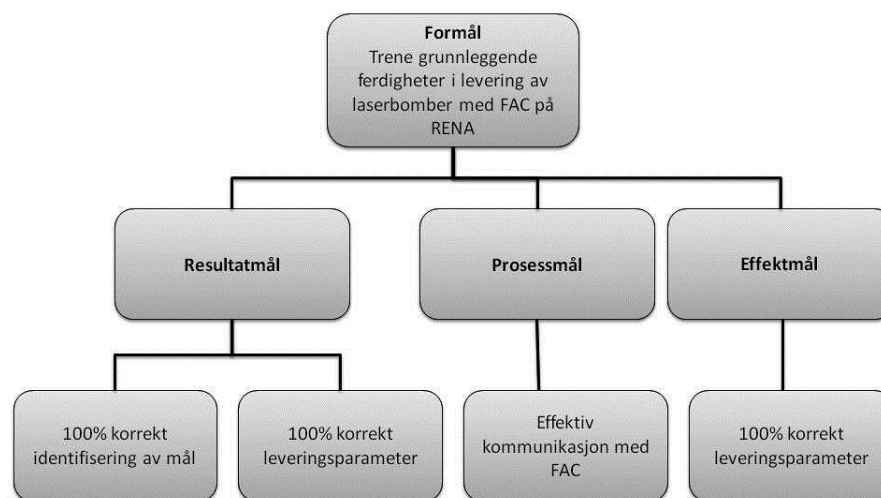 Formål
Trene grunnleggende
ferdigheter i levering av
laserbomber med FAC på
RENA
Resultatmål
Prosessmål
Effektmål
100% korrekt
identifisering av mål
100% korrekt
leveringsparameter
Effektiv
kommunikasjon med
FAC
100% korrekt
leveringsparameter